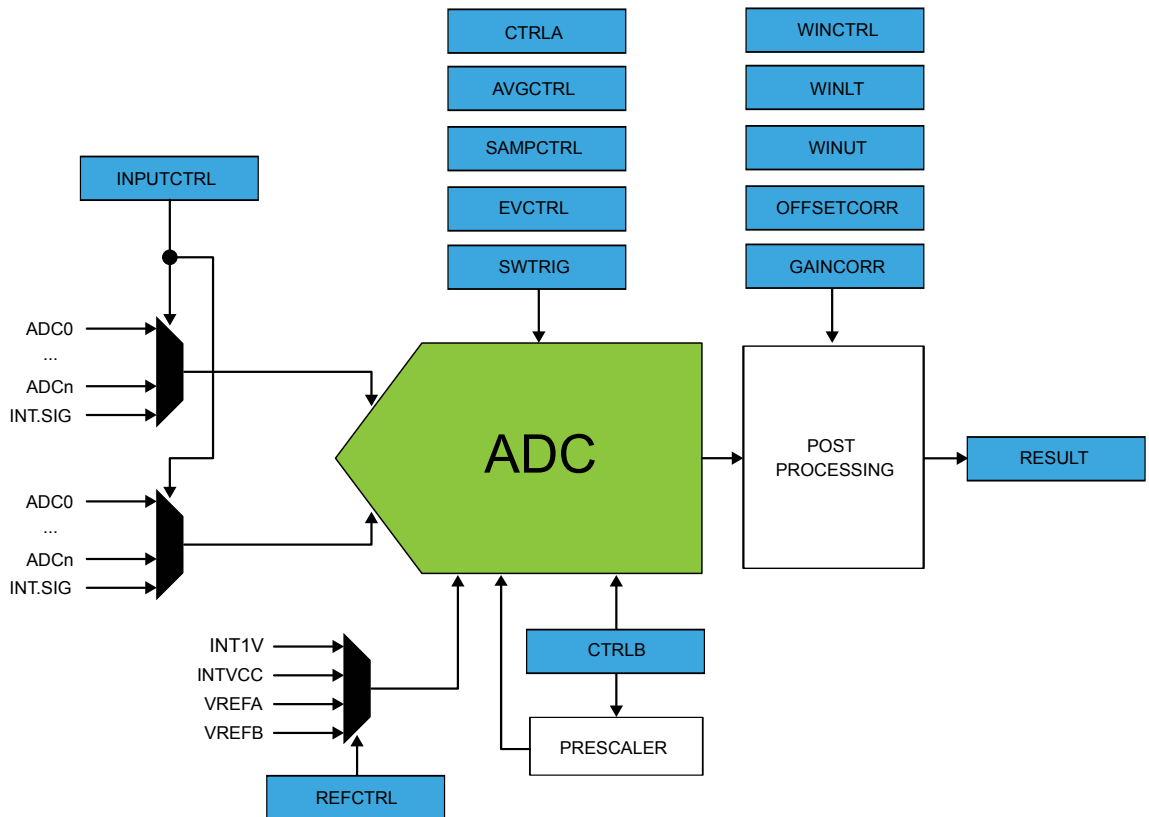 CTRLA
WINCTRL
AVGCTRL
WINLT
SAMPCTRL
WINUT
INPUTCTRL
EVCTRL
OFFSETCORR
SWTRIG
GAINCORR
ADC0
...
ADCn
INT.SIG
ADC
POST
PROCESSING
RESULT
ADC0
...
ADCn
INT.SIG
INT1V
INTVCC
VREFA
VREFB
CTRLB
PRESCALER
REFCTRL